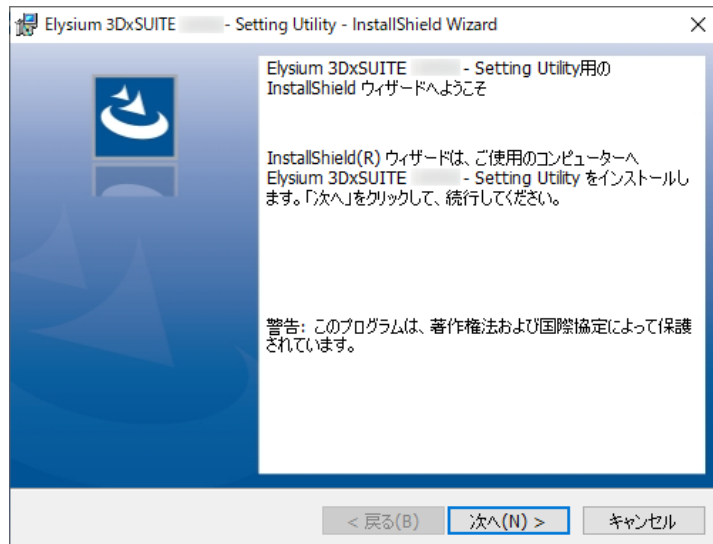 Elysium 3DxSUITE - Setting Utility - InstallShield Wizard
Elysium 3DxSUITE - Setting Utility用の
InstallShield ウィザードへようこそ
InstallShield(R) ウィザードは、ご使用のコンピューターへ
Elysium 3DxSUITE - Setting Utility をインストールし
ます。「次へ」をクリックして、続行してください。
警告: このプログラムは、著作権法および国際協定によって保護
されています。
< 戻る(B)
次へ(N) >
キャンセル